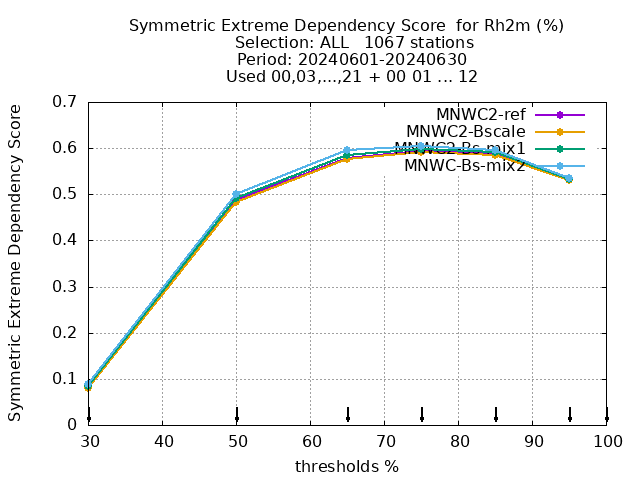 Symmetric Extreme Dependency Score  for Rh2m (%)
Selection: ALL   1067 stations
Period: 20240601-20240630
Used 00,03,...,21 + 00 01 ... 12
Symmetric Extreme Dependency Score
0.7
0.6
0.5
0.4
0.3
0.2
0.1
0
MNWC2-ref
MNWC2-Bscale
MNWC2-Bs-mix1
MNWC-Bs-mix2
30 40 50 60 70 80 90 100
thresholds %